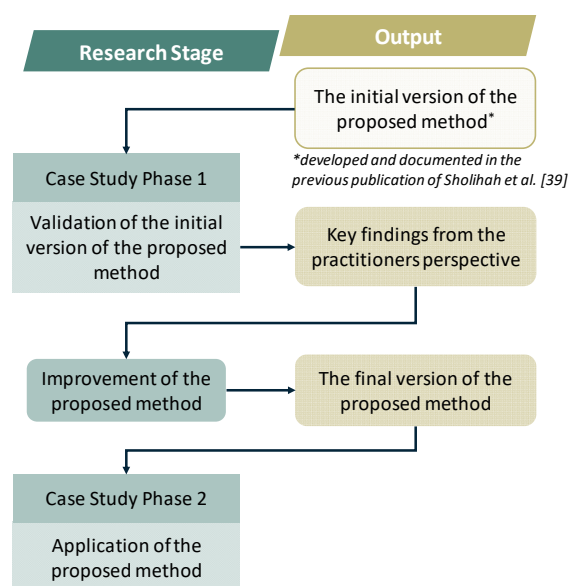 Research Stage
Output
The initial version of the
proposed method*
*developed and documented in the
previous publication of Sholihah et al. [39]
Case Study Phase 1
Validation of the initial
version of the proposed
method
Key findings from the
practitioners perspective
Improvement of the
proposed method
The final version of the
proposed method
Case Study Phase 2
Application of the
proposed method